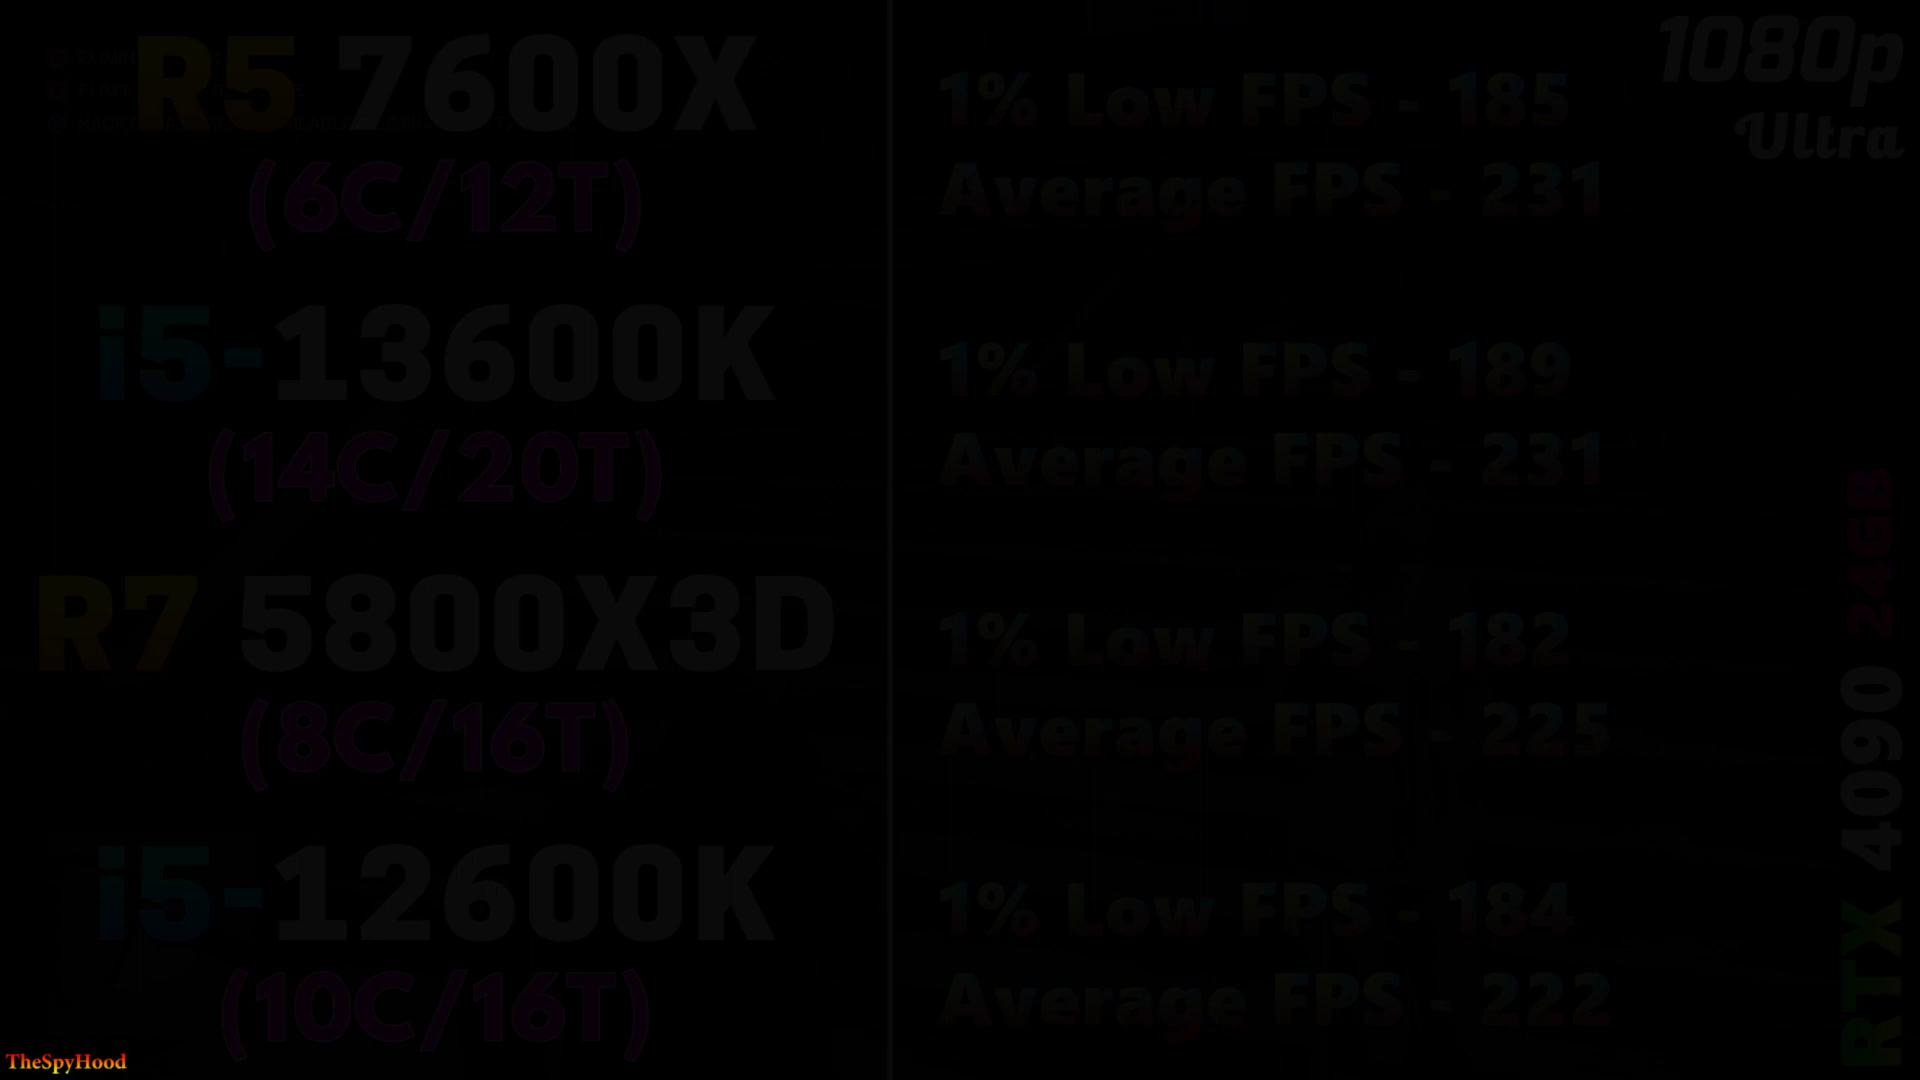 R5 7600X
(6C/12T)
1% Low FPS - 185
Average FPS - 231
1080p
Ultra
i5-13600K
(14C/20T)
1% Low FPS - 189
Average FPS - 231
R7 5800X3D
(8C/16T)
1% Low FPS - 182
Average FPS - 225
i5-12600K
(10C/16T)
1% Low FPS - 184
Average FPS - 222
RTX 4090 24GB
TheSpyHood